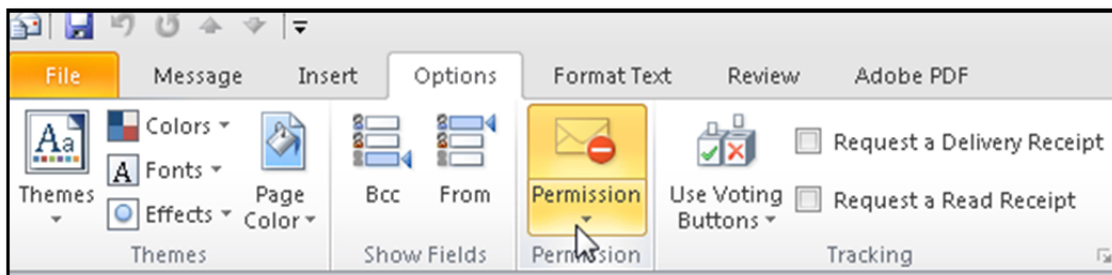 File Message Insert Options Format Text Review Adobe PDF
Aa Colors Request a Delivery Receipt
A Fonts
Themes Page Bcc From Permission Use Voting Request a Read Receipt
Effects Color Buttons
Themes Show Fields Permission Tracking